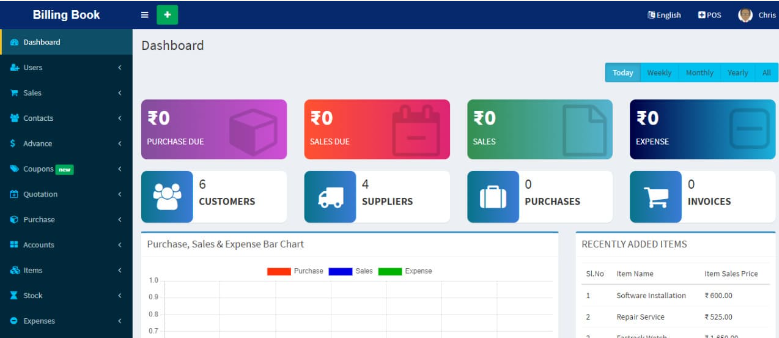 Billing Book
English
POS
Chris
Dashboard
Users
Sales
Contacts
Advance
Coupons new
Quotation
Purchase
Accounts
Items
Stock
Expenses
Dashboard
Today Weekly Monthly Yearly All
₹0
PURCHASE DUE
₹0
SALES DUE
₹0
SALES
₹0
EXPENSE
6
CUSTOMERS
4
SUPPLIERS
0
PURCHASES
0
INVOICES
Purchase, Sales & Expense Bar Chart
Purchase Sales Expense
1.0
0.9
0.8
0.7
RECENTLY ADDED ITEMS
Sl.No Item Name Item Sales Price
1 Software Installation ₹ 600.00
2 Repair Service ₹ 525.00